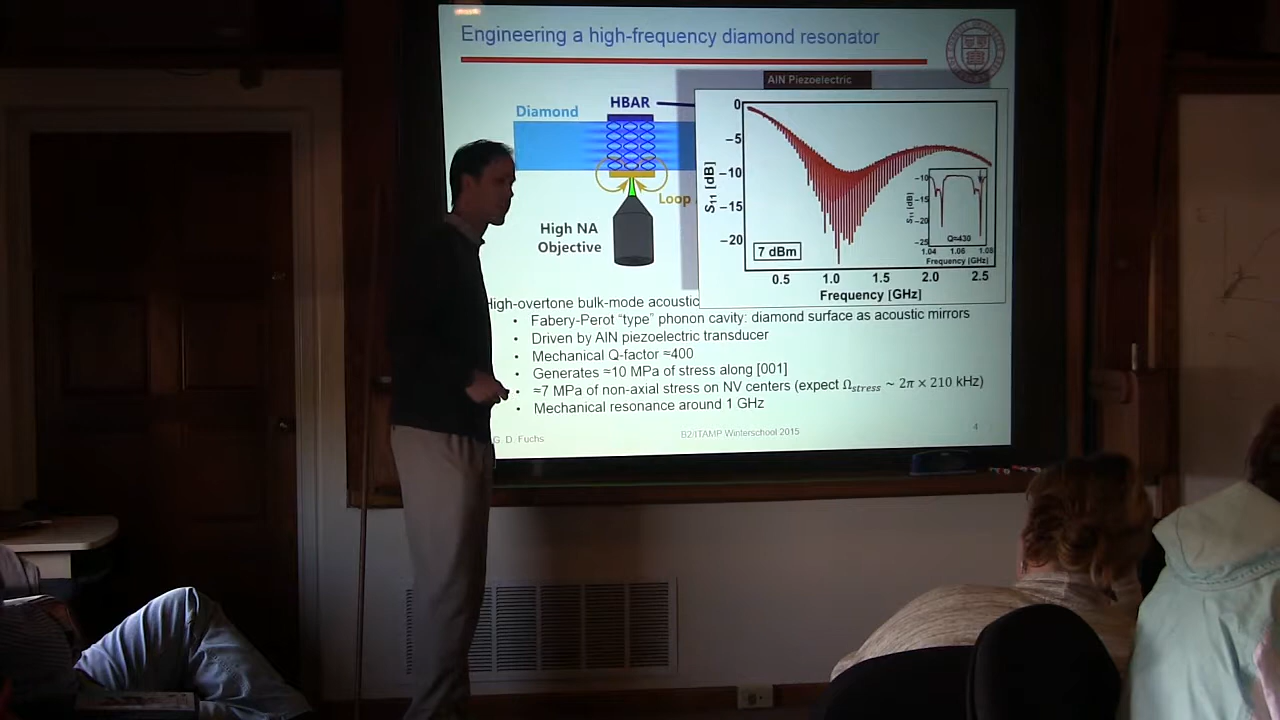 Engineering a high-frequency diamond resonator
AlN Piezoelectric
HBAR
Diamond
Loop
High NA
Objective
0
−5
−10
−15
−20
S₁₁ [dB]
7 dBm
0.5 1.0 1.5 2.0 2.5
Frequency [GHz]
-10
-15
-20
-25
S₁₁ [dB]
Q=430
1.04 1.06 1.08
Frequency [GHz]
High-overtone bulk-mode acoustic
• Fabery-Perot “type” phonon cavity: diamond surface as acoustic mirrors
• Driven by AlN piezoelectric transducer
• Mechanical Q-factor ≈400
• Generates ≈10 MPa of stress along [001]
• ≈7 MPa of non-axial stress on NV centers (expect Ω_stress ~ 2π × 210 kHz)
• Mechanical resonance around 1 GHz
G. D. Fuchs
B2/ITAMP Winterschool 2015
4